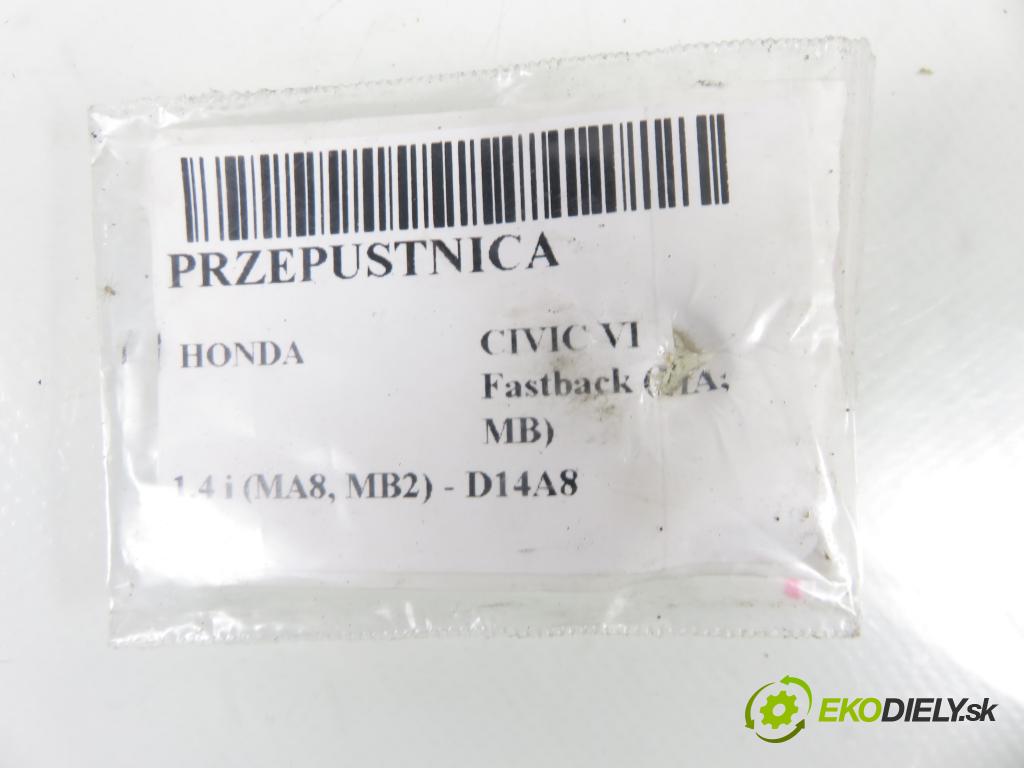 PRZEPUSTNICA
HONDA
CIVIC VI
Fastback
MB)
1.4 i (MA8, MB2) - D14A8
EKODIELY.sk